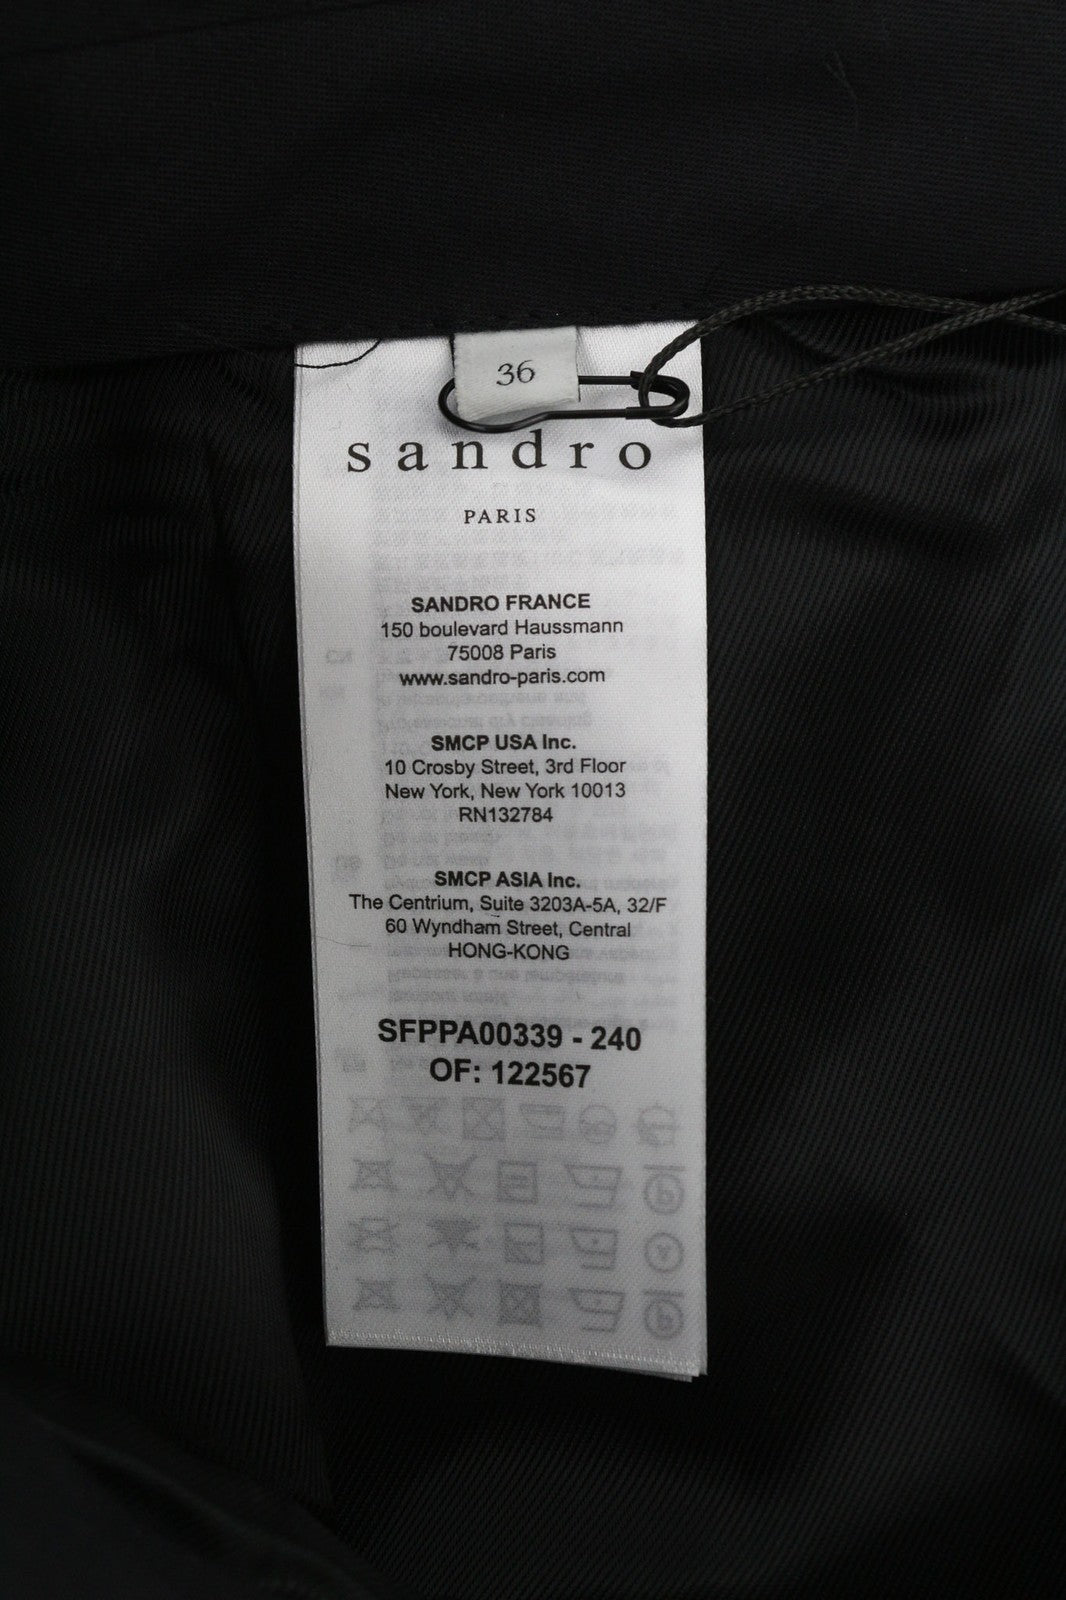 36
sandro
PARIS
SANDRO FRANCE
150 boulevard Haussmann
75008 Paris
www.sandro-paris.com
SMCP USA Inc.
10 Crosby Street, 3rd Floor
New York, New York 10013
RN132784
SMCP ASIA Inc.
The Centrium, Suite 3203A-5A, 32/F
60 Wyndham Street, Central
HONG-KONG
SFPPA00339 - 240
OF: 122567